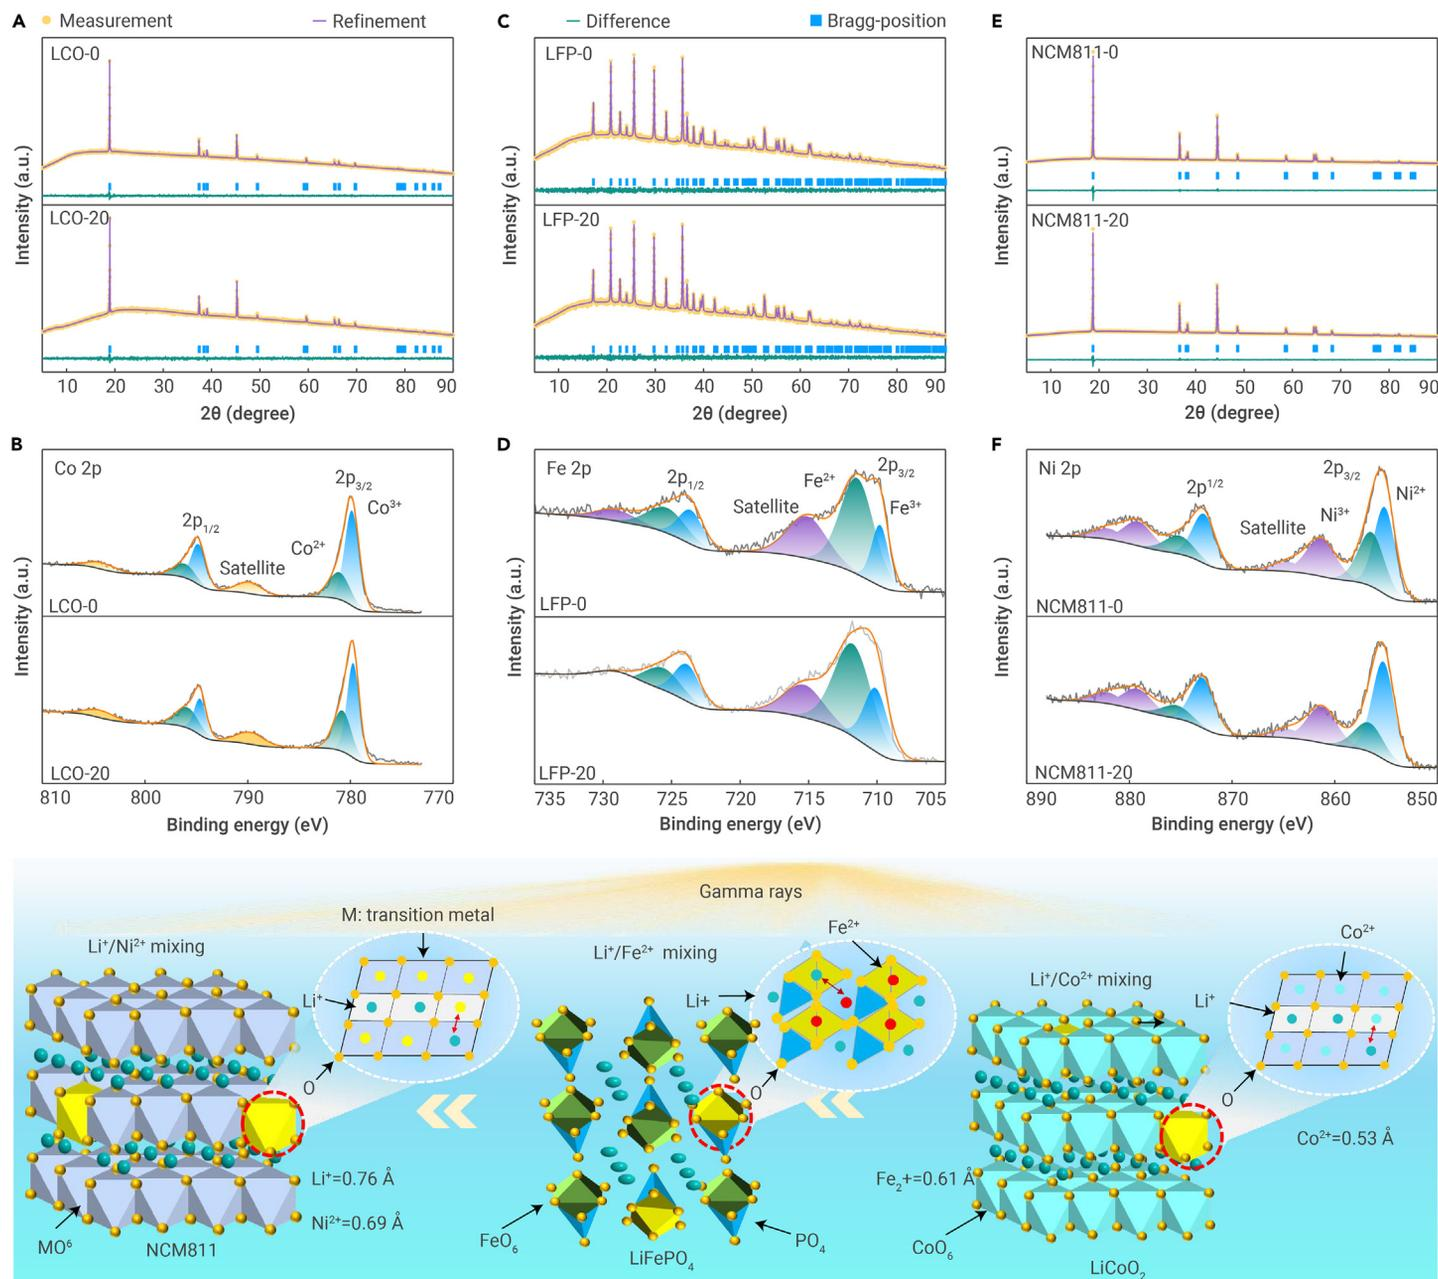 A
Measurement
Refinement
C
Difference
Bragg-position
E
LCO-0
LCO-20
Intensity (a.u.)
10 20 30 40 50 60 70 80 90
2θ (degree)
LFP-0
LFP-20
Intensity (a.u.)
10 20 30 40 50 60 70 80 90
2θ (degree)
NCM811-0
NCM811-20
Intensity (a.u.)
10 20 30 40 50 60 70 80 90
2θ (degree)
B
Co 2p
2p3/2
Co³⁺
2p1/2
Co²⁺
Satellite
LCO-0
LCO-20
Intensity (a.u.)
810 800 790 780 770
Binding energy (eV)
D
Fe 2p
2p3/2
2p1/2
Fe²⁺
Satellite
Fe³⁺
LFP-0
LFP-20
Intensity (a.u.)
735 730 725 720 715 710 705
Binding energy (eV)
F
Ni 2p
2p3/2
2p¹/²
Ni²⁺
Ni³⁺
Satellite
NCM811-0
NCM811-20
Intensity (a.u.)
890 880 870 860 850
Binding energy (eV)
Gamma rays
M: transition metal
Li⁺/Ni²⁺ mixing
Li⁺
O
Li⁺=0.76 Å
Ni²⁺=0.69 Å
MO⁶
NCM811
Li⁺/Fe²⁺ mixing
Fe²⁺
Li+
O
Fe₂+=0.61 Å
FeO₆
PO₄
LiFePO₄
Li⁺/Co²⁺ mixing
Co²⁺
Li⁺
O
Co²⁺=0.53 Å
CoO₆
LiCoO₂